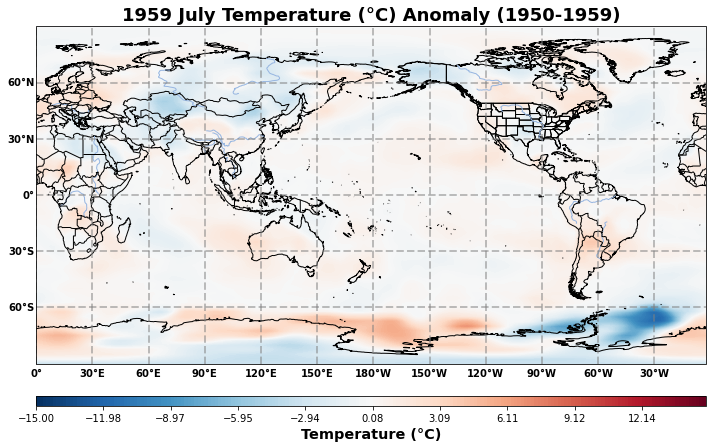 1959 July Temperature (°C) Anomaly (1950-1959)
60°N
30°N
0°
30°S
60°S
0° 30°E 60°E 90°E 120°E 150°E 180°W 150°W 120°W 90°W 60°W 30°W
−15.00 −11.98 −8.97 −5.95 −2.94 0.08 3.09 6.11 9.12 12.14
Temperature (°C)